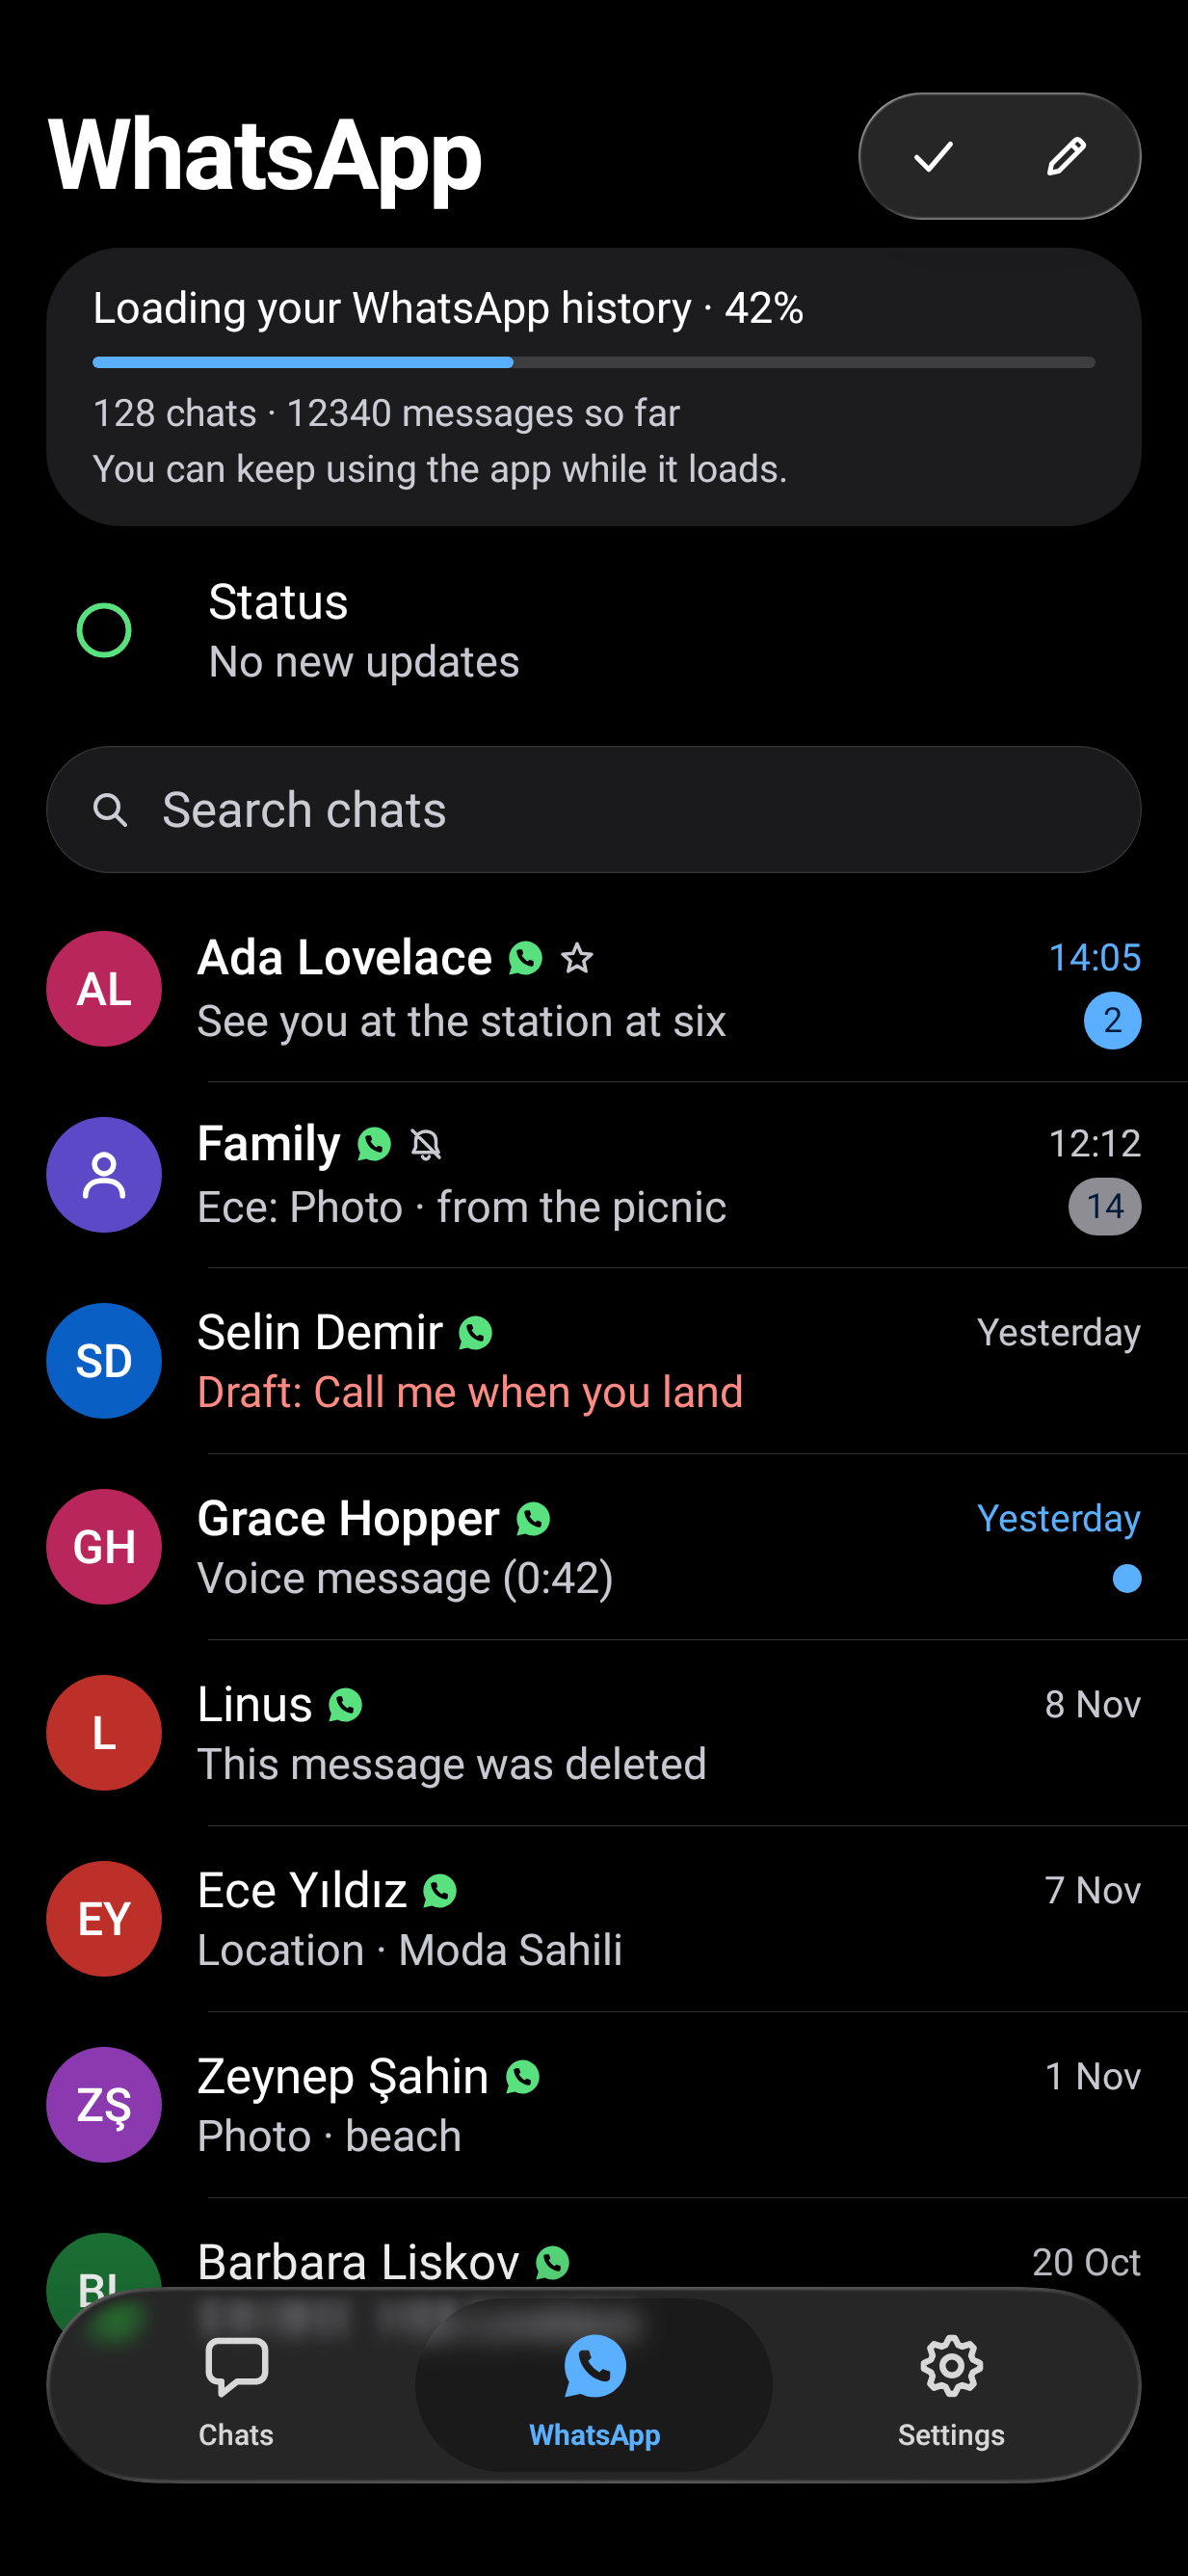 WhatsApp
Loading your WhatsApp history · 42%
128 chats · 12340 messages so far
You can keep using the app while it loads.
Status
No new updates
Search chats
AL
Ada Lovelace
14:05
See you at the station at six
2
Family
12:12
Ece: Photo · from the picnic
14
SD
Selin Demir
Yesterday
Draft: Call me when you land
GH
Grace Hopper
Yesterday
Voice message (0:42)
L
Linus
8 Nov
This message was deleted
EY
Ece Yıldız
7 Nov
Location · Moda Sahili
ZŞ
Zeynep Şahin
1 Nov
Photo · beach
BL
Barbara Liskov
20 Oct
Chats
WhatsApp
Settings